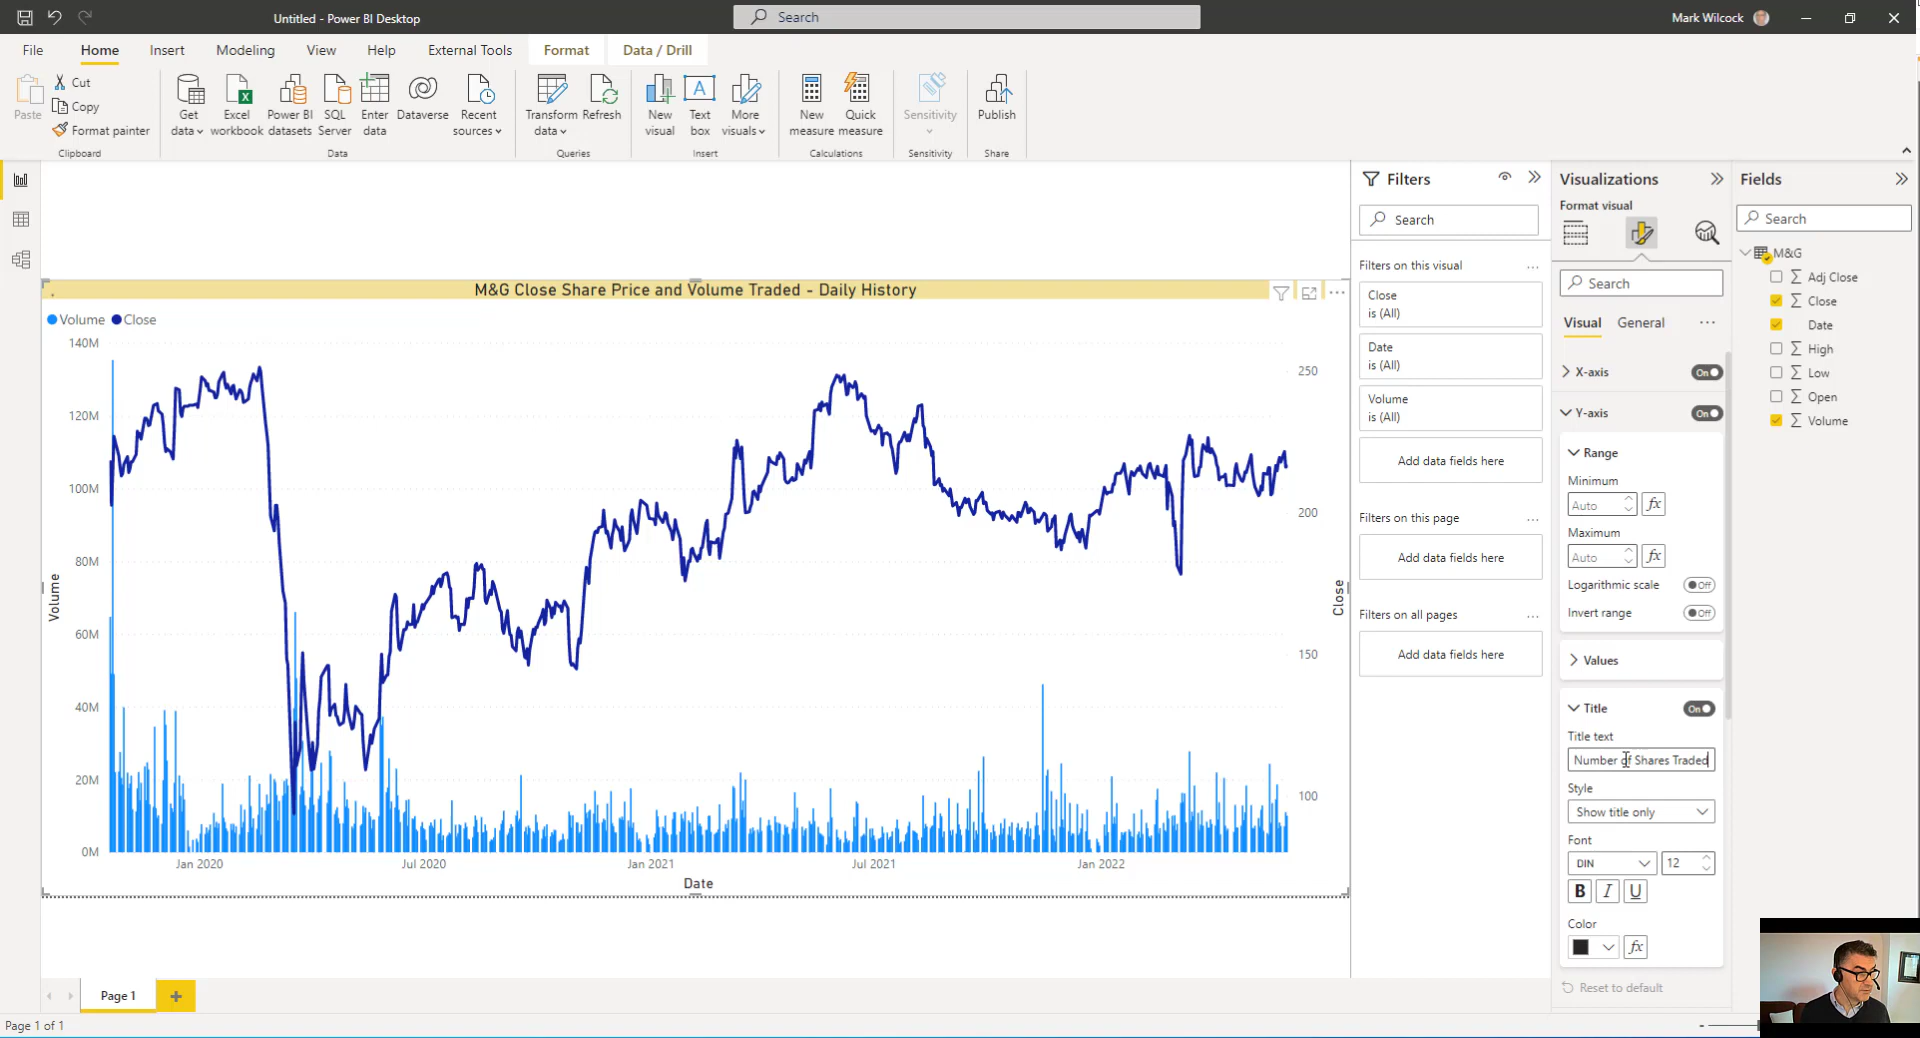 Untitled - Power BI Desktop
Search
Mark Wilcock
File
Home
Insert
Modeling
View
Help
External Tools
Format
Data / Drill
Paste
Cut
Copy
Format painter
Clipboard
Get data
Excel workbook
Power BI datasets
SQL Server
Enter data
Dataverse
Recent sources
Data
Transform data
Refresh
Queries
New visual
Text box
More visuals
Insert
New measure
Quick measure
Calculations
Sensitivity
Sensitivity
Publish
Share
M&G Close Share Price and Volume Traded - Daily History
Volume
Close
140M
120M
100M
80M
60M
40M
20M
0M
Volume
250
200
150
100
Close
Jan 2020
Jul 2020
Jan 2021
Jul 2021
Jan 2022
Date
Filters
Search
Filters on this visual
...
Close
is (All)
Date
is (All)
Volume
is (All)
Add data fields here
Filters on this page
...
Add data fields here
Filters on all pages
...
Add data fields here
Visualizations
Format visual
Search
Visual
General
...
X-axis
On
Y-axis
On
Range
Minimum
Auto
fx
Maximum
Auto
fx
Logarithmic scale
Off
Invert range
Off
Values
Title
On
Title text
Number of Shares Traded
Style
Show title only
Font
DIN
12
B I U
Color
fx
Reset to default
Fields
Search
M&G
Adj Close
Close
Date
High
Low
Open
Volume
Page 1
Page 1 of 1